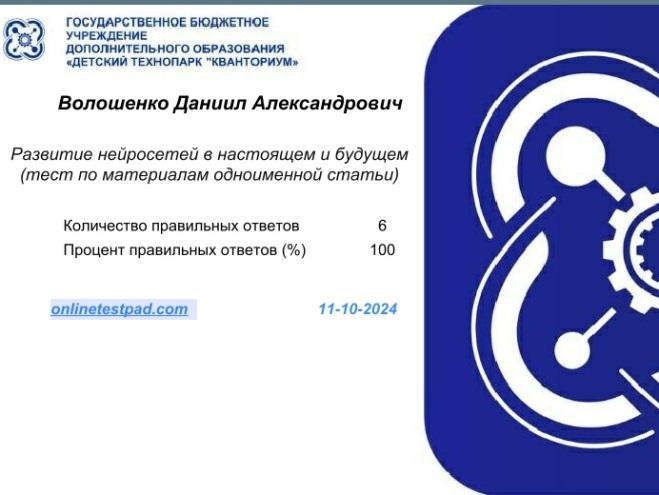 ГОСУДАРСТВЕННОЕ БЮДЖЕТНОЕ
УЧРЕЖДЕНИЕ
ДОПОЛНИТЕЛЬНОГО ОБРАЗОВАНИЯ
«ДЕТСКИЙ ТЕХНОПАРК "КВАНТОРИУМ»
Волошенко Даниил Александрович
Развитие нейросетей в настоящем и будущем
(тест по материалам одноименной статьи)
Количество правильных ответов 6
Процент правильных ответов (%) 100
onlinetestpad.com 11-10-2024